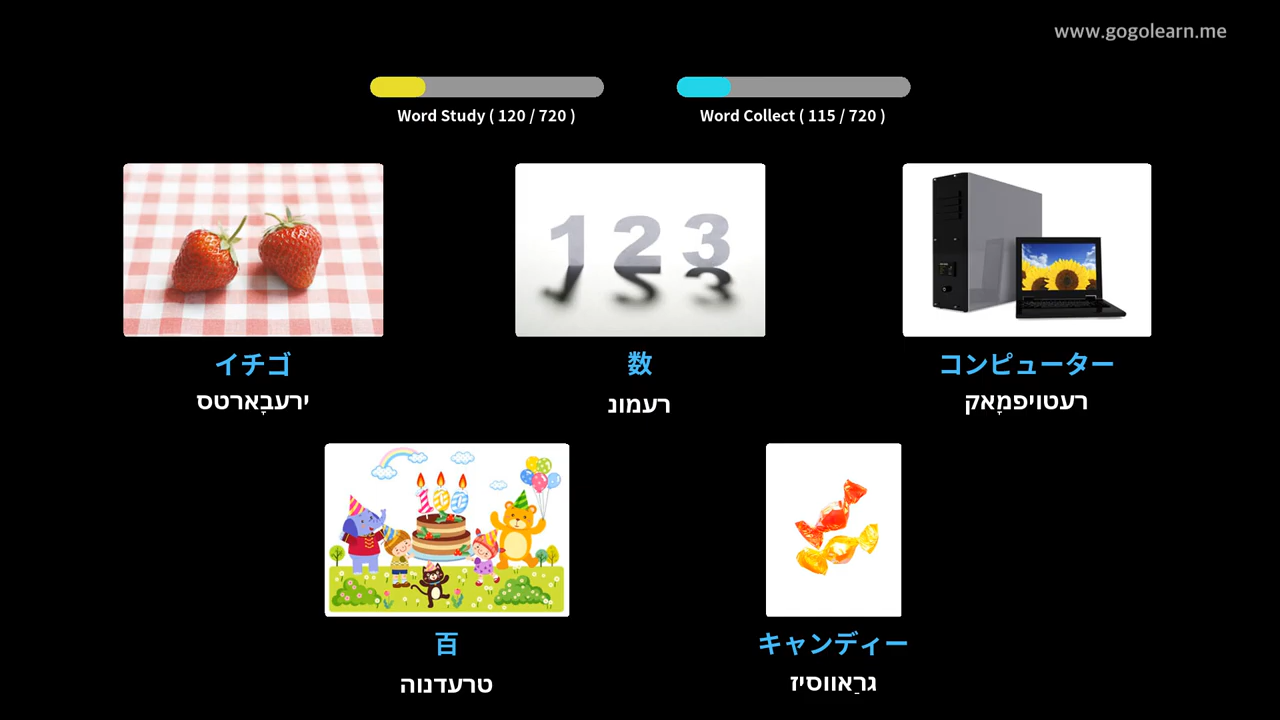 www.gogolearn.me
Word Study ( 120 / 720 )
Word Collect ( 115 / 720 )
イチゴ
ירעבָארטס
数
רעמונ
コンピューター
רעטויפמָאק
百
טרעדנוה
キャンディー
גרַאווסיז